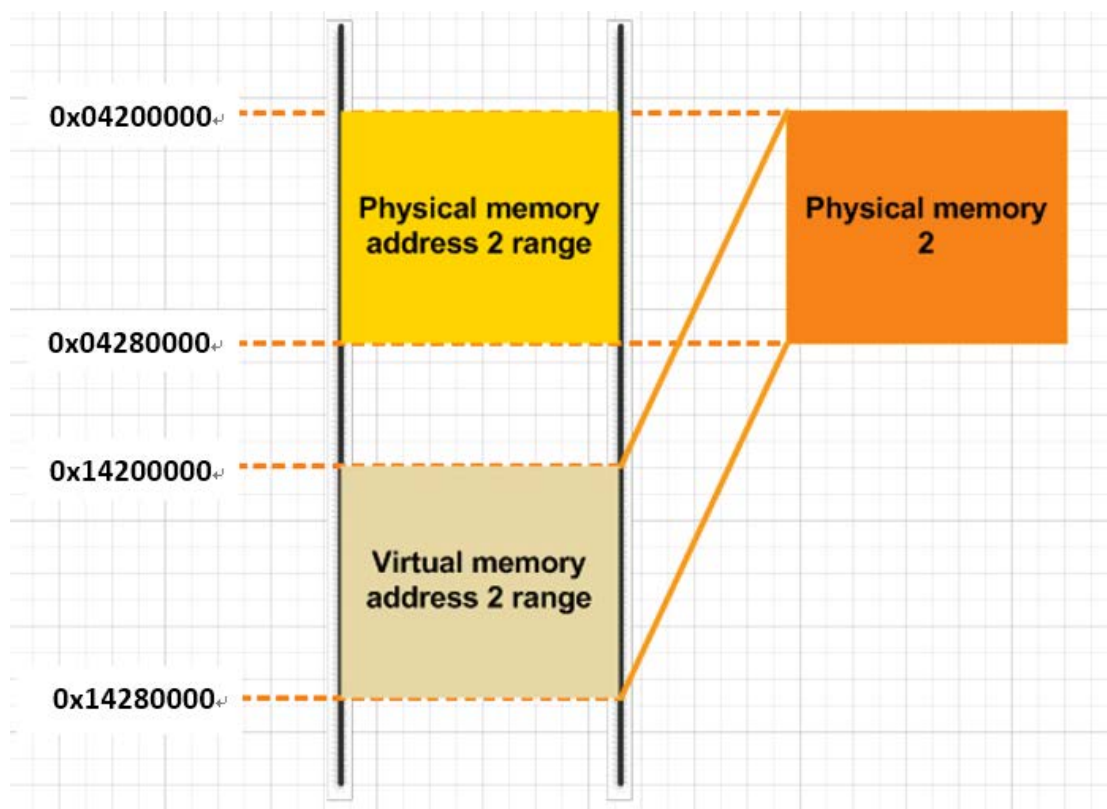 0x04200000↵
Physical memory
address 2 range
Physical memory
2
0x04280000↵
0x14200000↵
Virtual memory
address 2 range
0x14280000↵